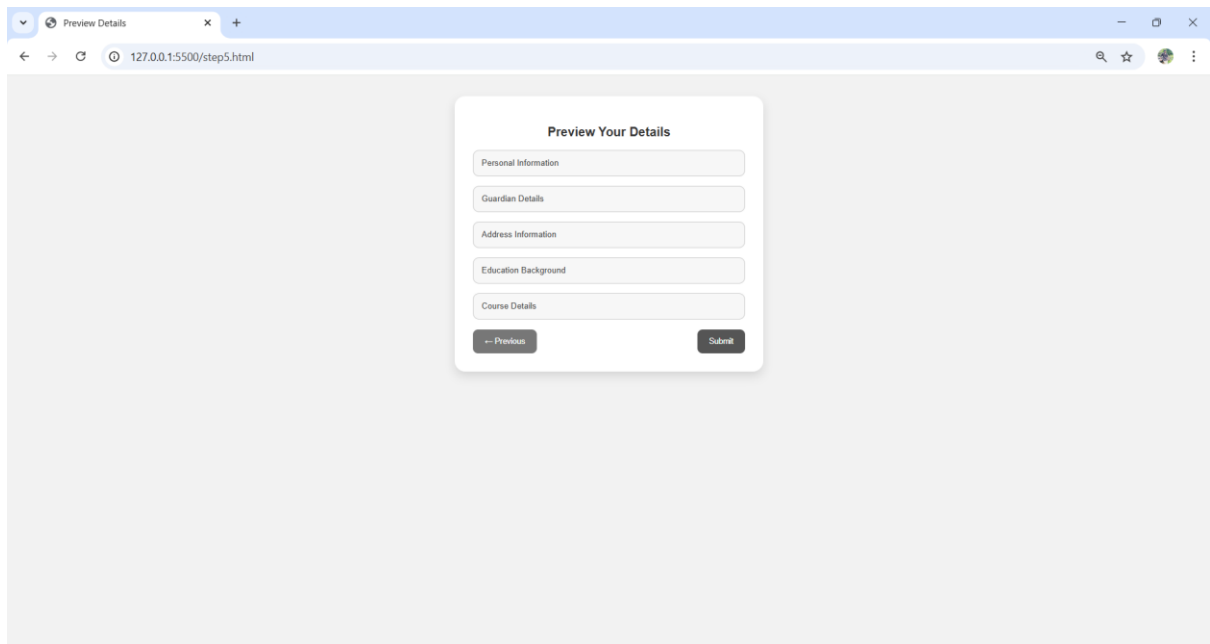 Preview Details
127.0.0.1:5500/step5.html
Preview Your Details
Personal Information
Guardian Details
Address Information
Education Background
Course Details
← Previous
Submit